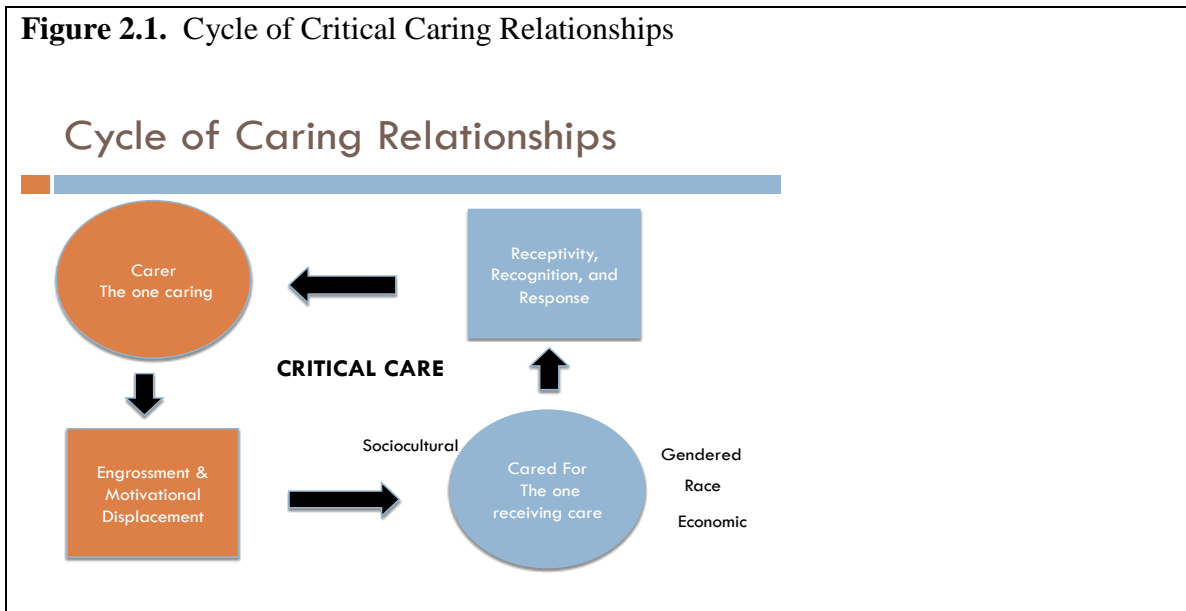 Figure 2.1. Cycle of Critical Caring Relationships
Cycle of Caring Relationships
Carer
The one caring
Receptivity,
Recognition, and
Response
CRITICAL CARE
Engrossment &
Motivational
Displacement
Sociocultural
Cared For
The one
receiving care
Gendered
Race
Economic